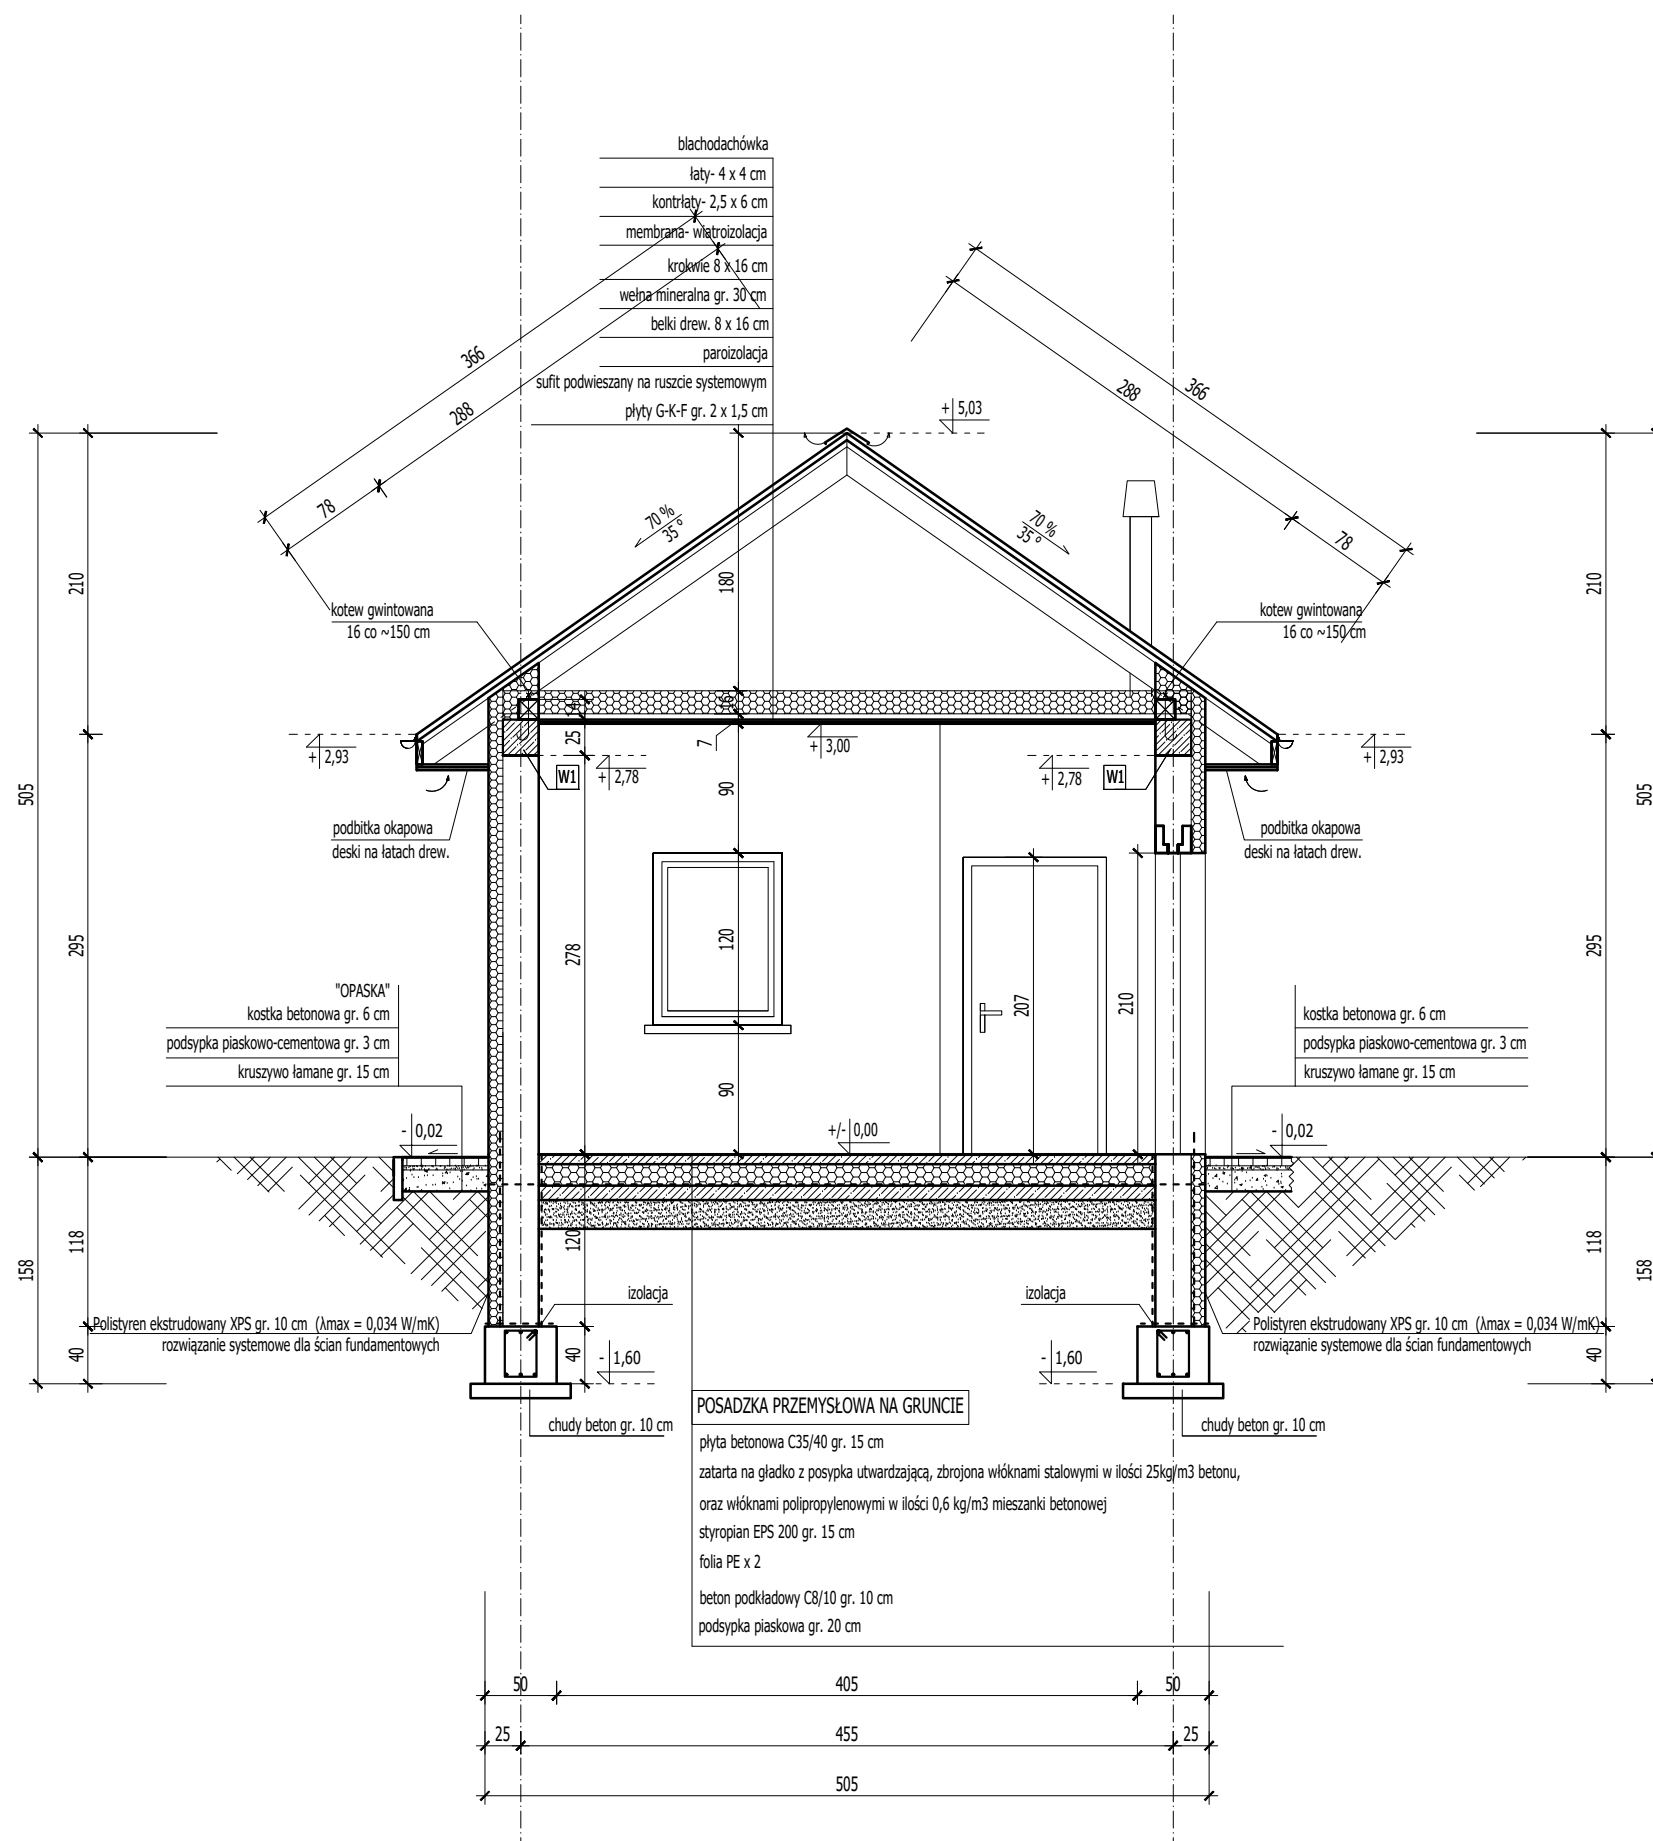 blachodachówka
łaty- 4 x 4 cm
kontrłaty- 2,5 x 6 cm
membrana- wiatroizolacja
krokwie 8 x 16 cm
wełna mineralna gr. 30 cm
belki drew. 8 x 16 cm
paroizolacja
sufit podwieszany na ruszcie systemowym
płyty G-K-F gr. 2 x 1,5 cm
366
288
78
366
288
78
+ 5,03
70 %
35 °
70 %
35 °
505
210
295
158
118
40
210
295
505
118
40
158
180
16
14
25
7
+ 3,00
kotew gwintowana
16 co ~150 cm
kotew gwintowana
16 co ~150 cm
+ 2,93
+ 2,78
W1
+ 2,78
W1
+ 2,93
podbitka okapowa
deski na łatach drew.
podbitka okapowa
deski na łatach drew.
90
120
90
278
207
210
"OPASKA"
kostka betonowa gr. 6 cm
podsypka piaskowo-cementowa gr. 3 cm
kruszywo łamane gr. 15 cm
kostka betonowa gr. 6 cm
podsypka piaskowo-cementowa gr. 3 cm
kruszywo łamane gr. 15 cm
- 0,02
+/- 0,00
- 0,02
120
40
izolacja
izolacja
Polistyren ekstrudowany XPS gr. 10 cm (λmax = 0,034 W/mK)
rozwiązanie systemowe dla ścian fundamentowych
Polistyren ekstrudowany XPS gr. 10 cm (λmax = 0,034 W/mK)
rozwiązanie systemowe dla ścian fundamentowych
- 1,60
- 1,60
chudy beton gr. 10 cm
chudy beton gr. 10 cm
POSADZKA PRZEMYSŁOWA NA GRUNCIE
płyta betonowa C35/40 gr. 15 cm
zatarta na gładko z posypka utwardzającą, zbrojona włóknami stalowymi w ilości 25kg/m3 betonu,
oraz włóknami polipropylenowymi w ilości 0,6 kg/m3 mieszanki betonowej
styropian EPS 200 gr. 15 cm
folia PE x 2
beton podkładowy C8/10 gr. 10 cm
podsypka piaskowa gr. 20 cm
50
405
50
25
455
25
505